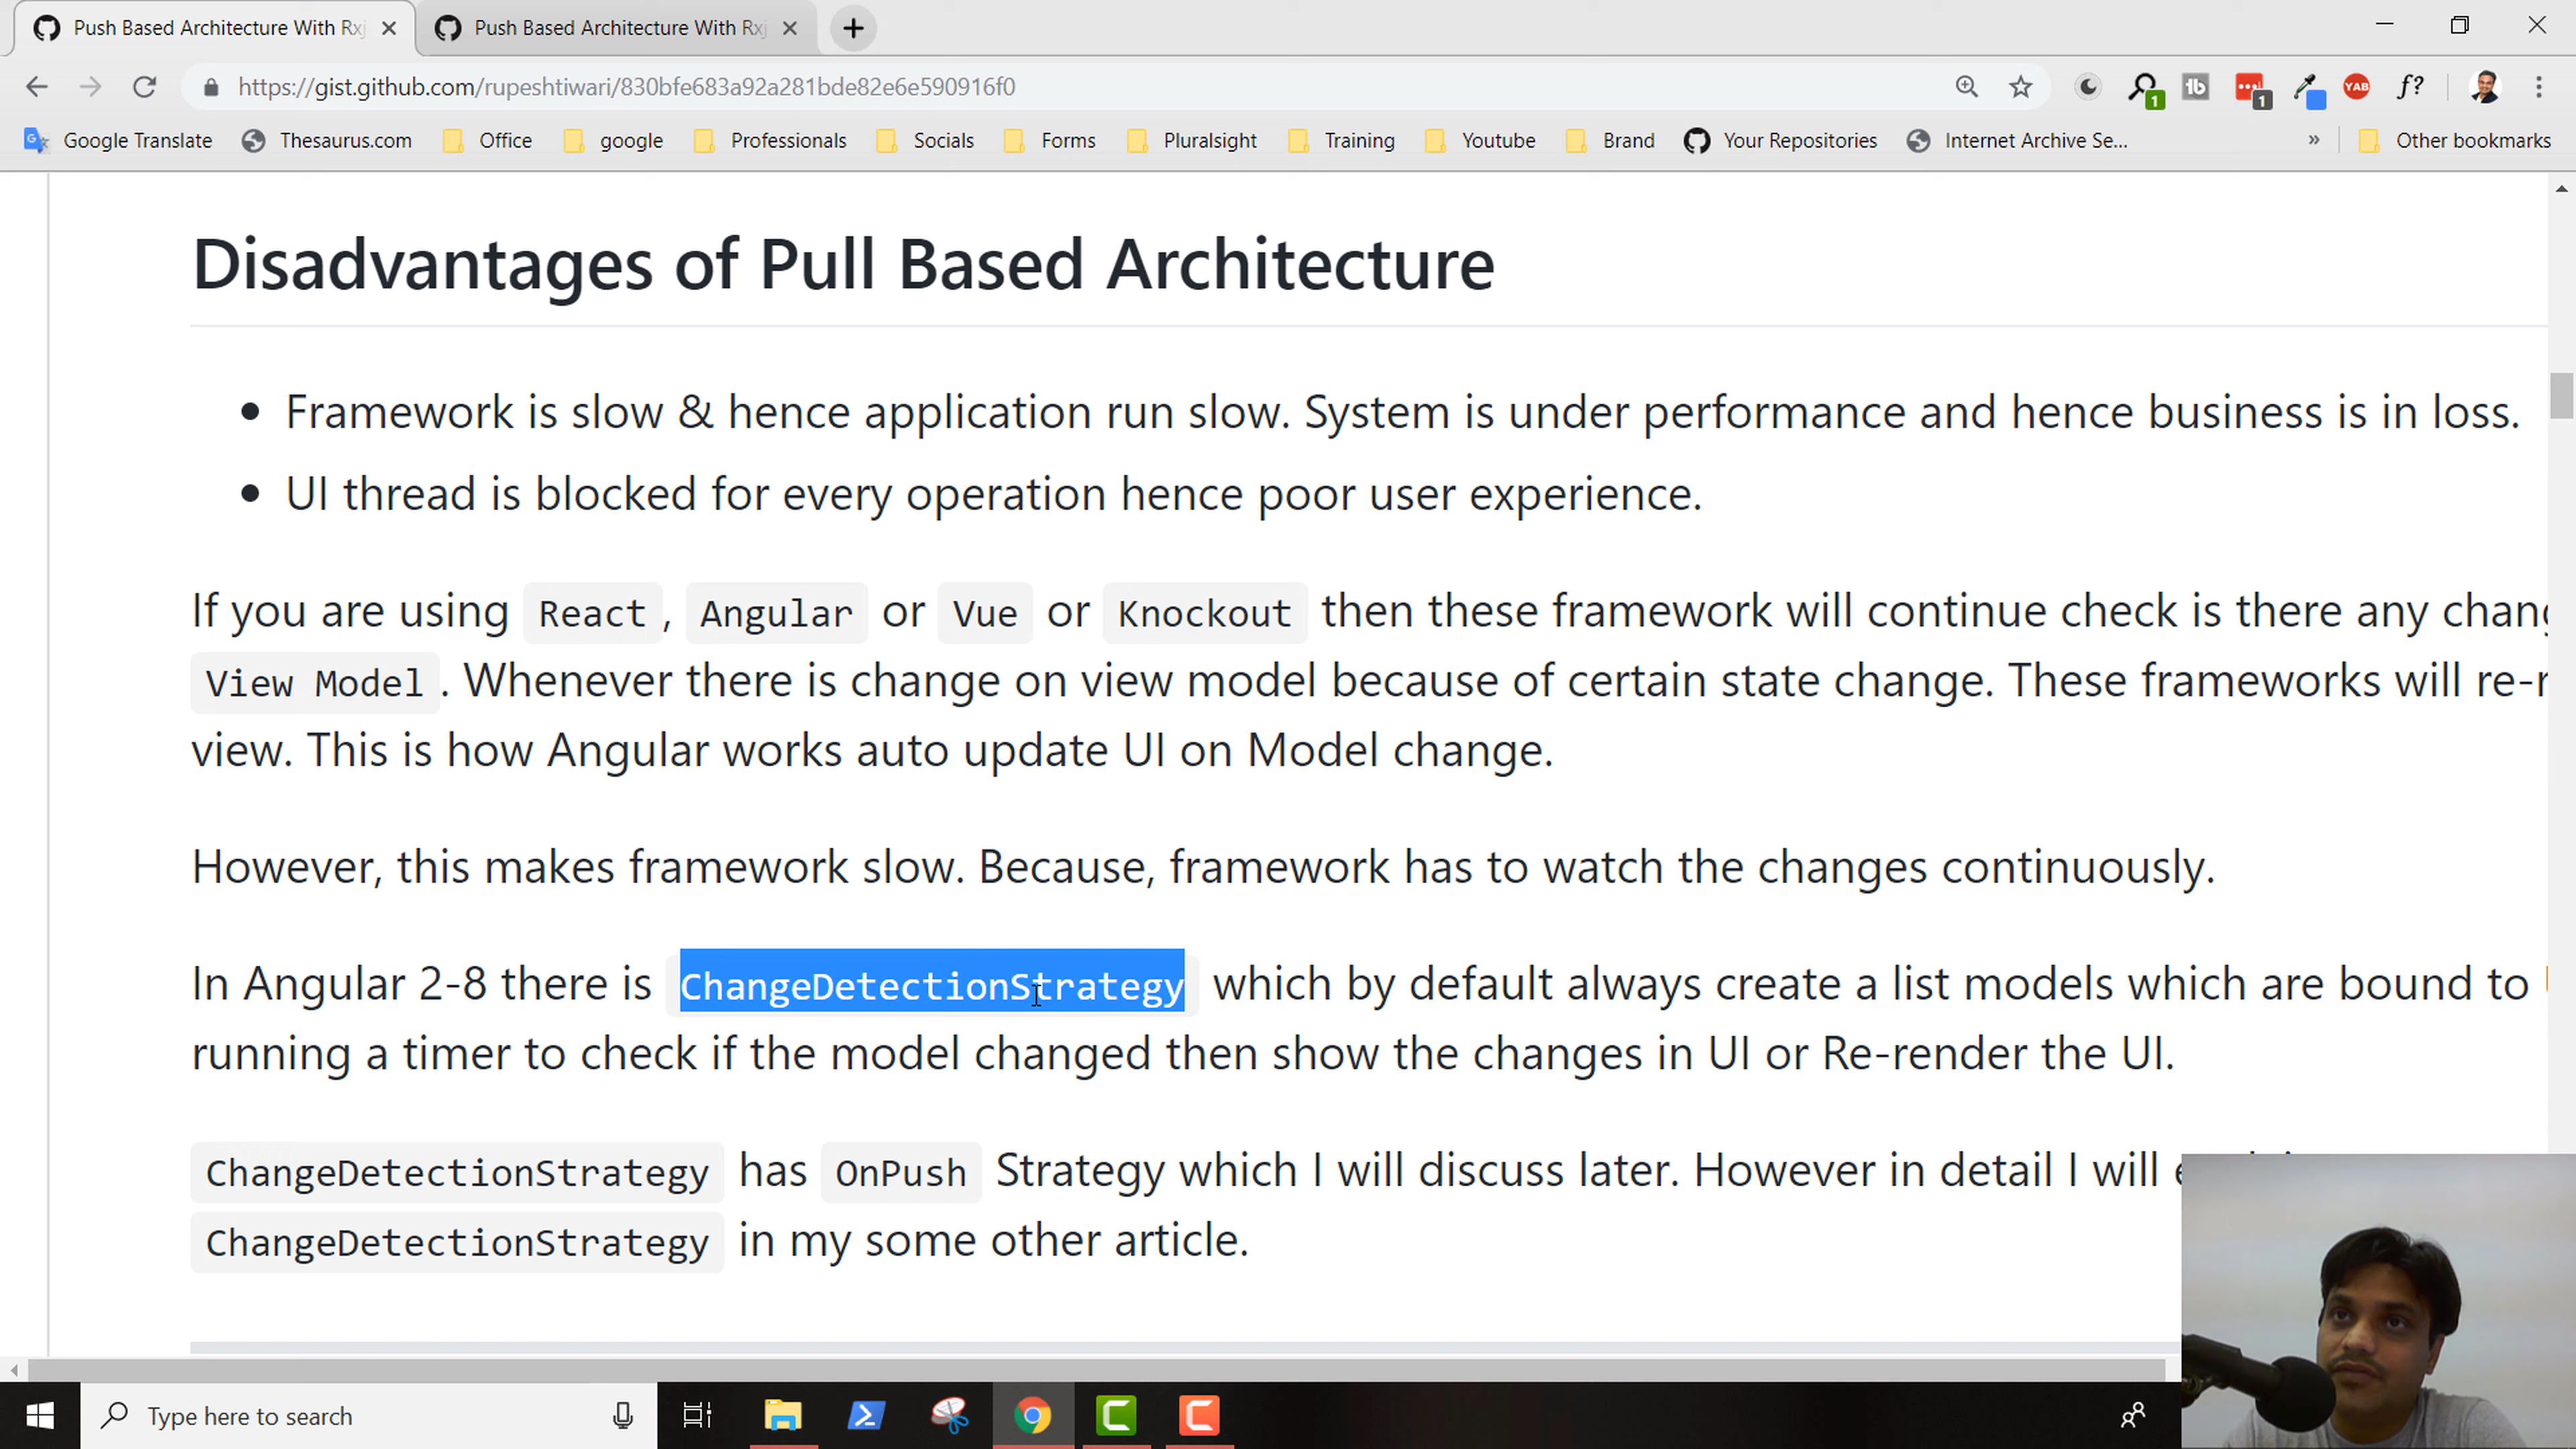 Push Based Architecture With Rxj
Push Based Architecture With Rxj
https://gist.github.com/rupeshtiwari/830bfe683a92a281bde82e6e590916f0
1
1
YAB
f?
Google Translate
Thesaurus.com
Office
google
Professionals
Socials
Forms
Pluralsight
Training
Youtube
Brand
Your Repositories
Internet Archive Se...
»
Other bookmarks
Disadvantages of Pull Based Architecture
• Framework is slow & hence application run slow. System is under performance and hence business is in loss.
• UI thread is blocked for every operation hence poor user experience.
If you are using React, Angular or Vue or Knockout then these framework will continue check is there any chang
View Model. Whenever there is change on view model because of certain state change. These frameworks will re-r
view. This is how Angular works auto update UI on Model change.
However, this makes framework slow. Because, framework has to watch the changes continuously.
In Angular 2-8 there is ChangeDetectionStrategy which by default always create a list models which are bound to
running a timer to check if the model changed then show the changes in UI or Re-render the UI.
ChangeDetectionStrategy has OnPush Strategy which I will discuss later. However in detail I will
ChangeDetectionStrategy in my some other article.
Type here to search